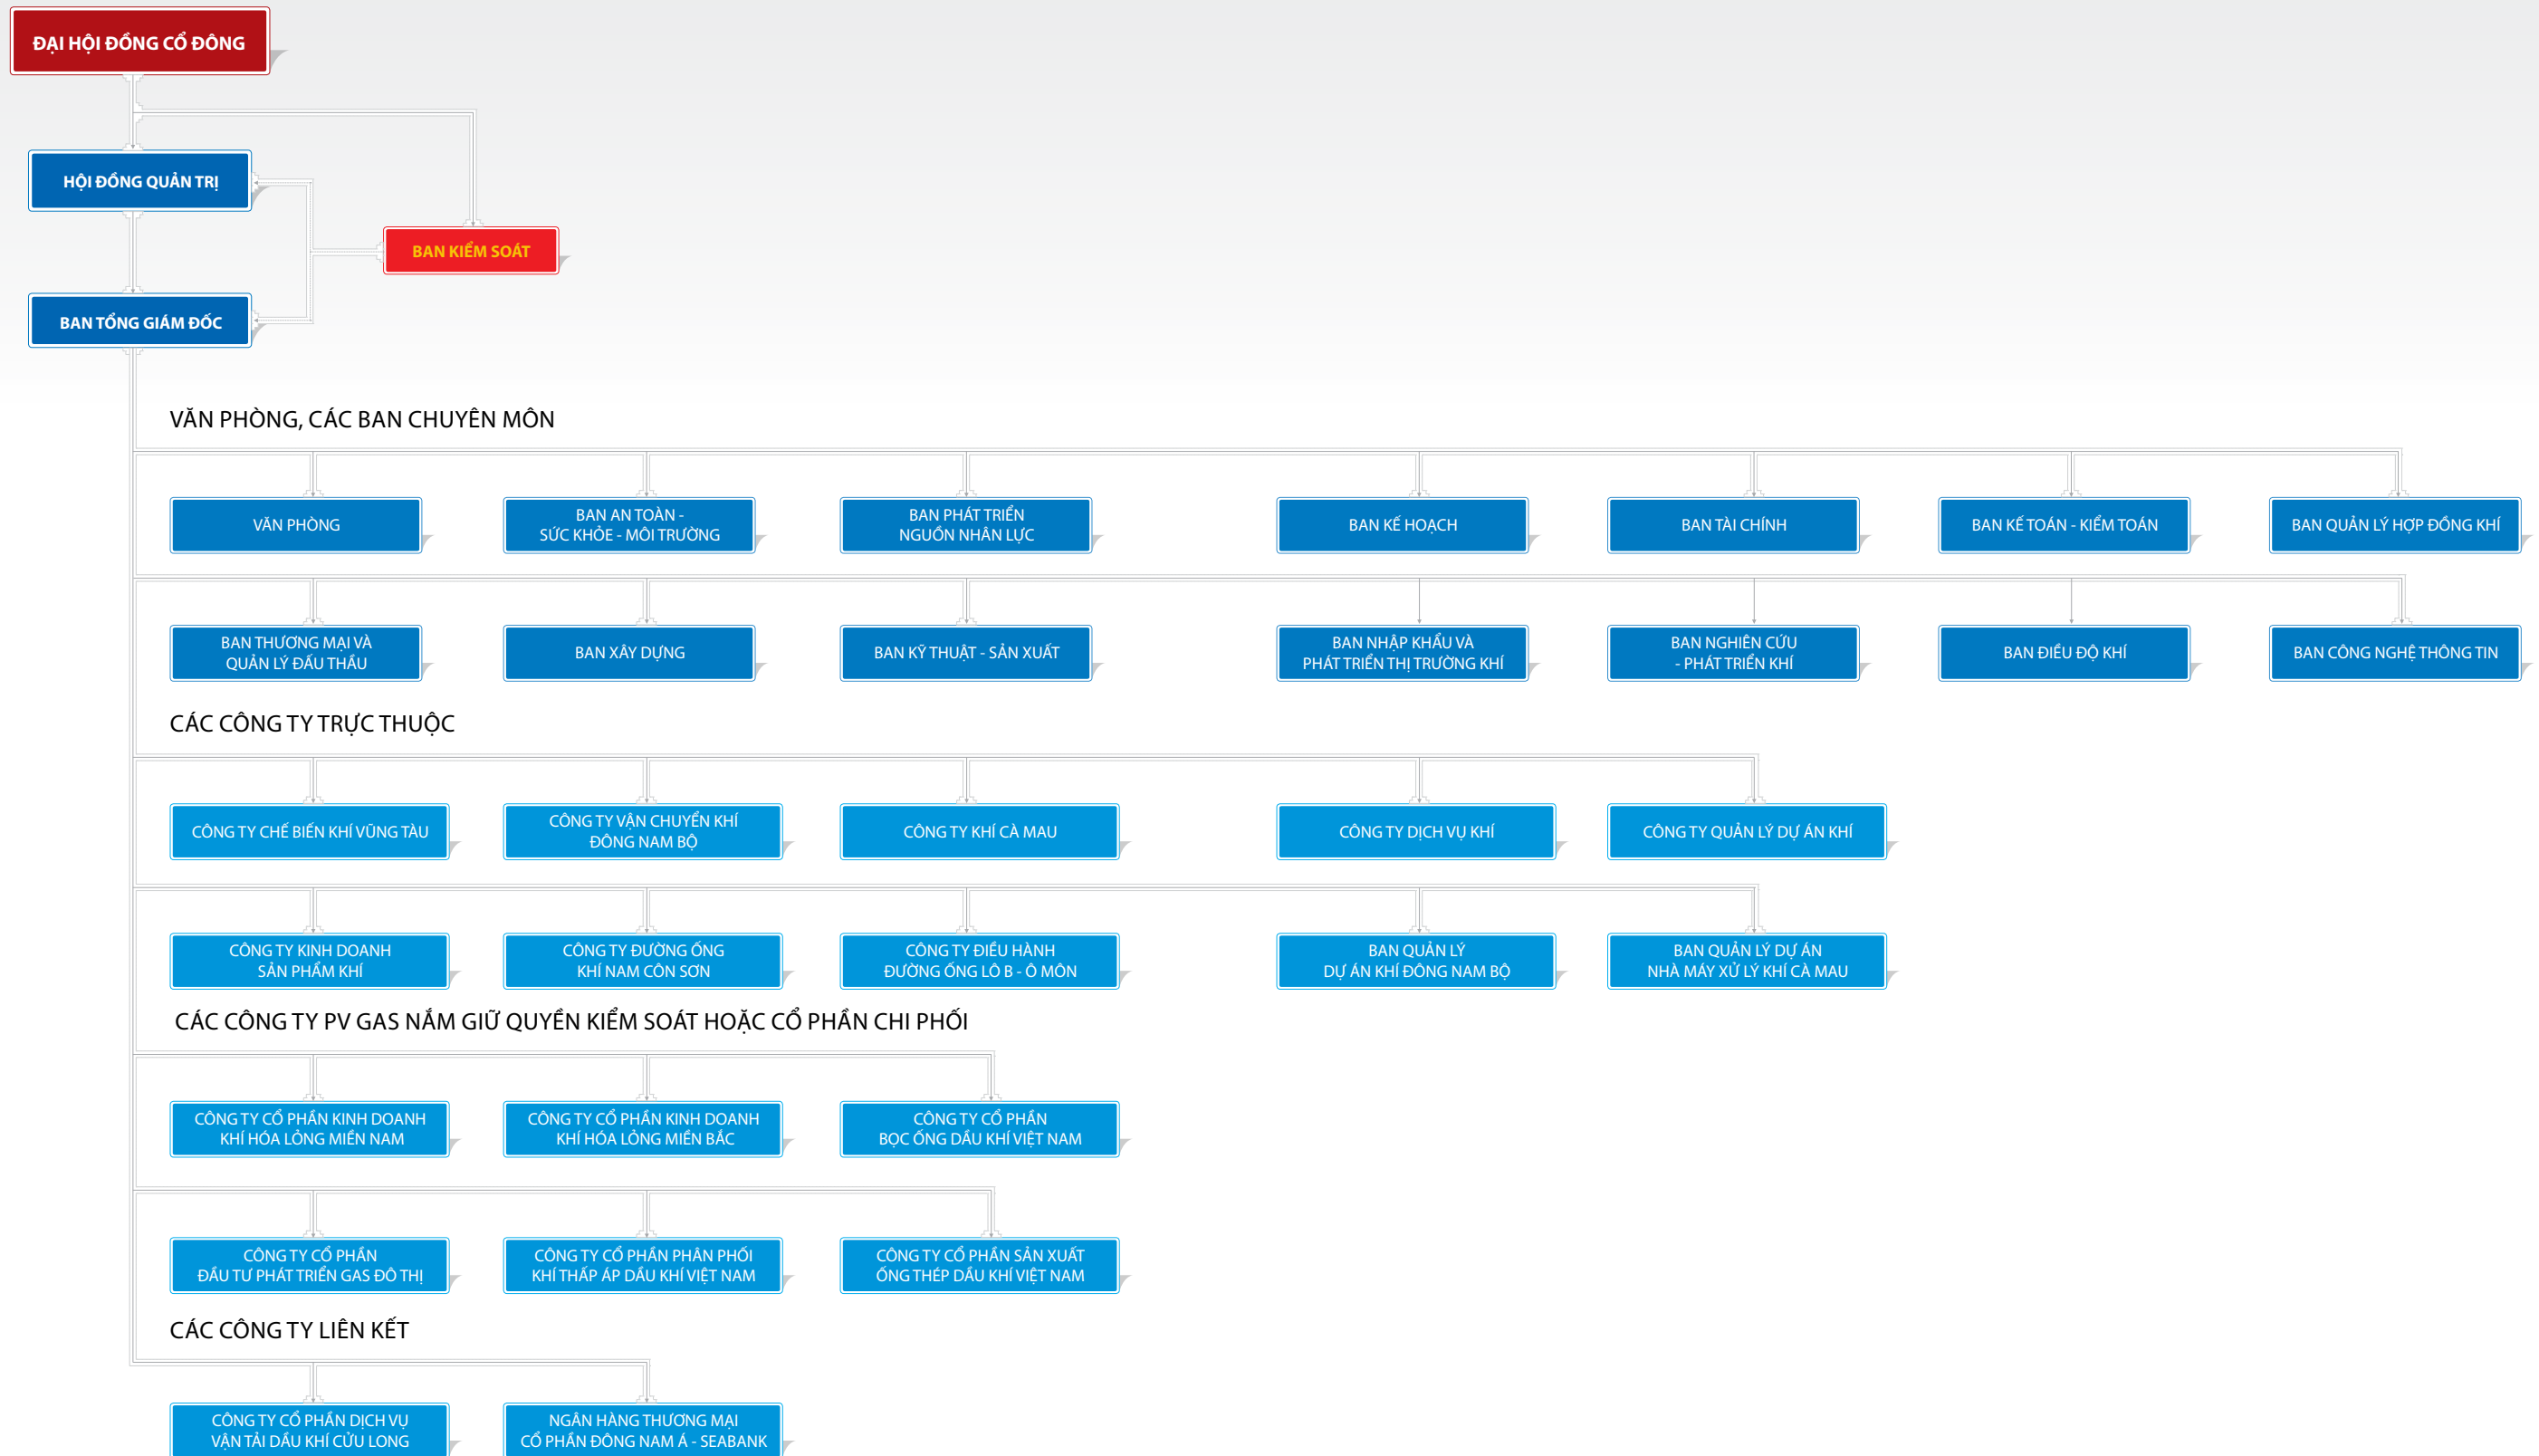 ĐẠI HỘI ĐỒNG CỔ ĐÔNG
HỘI ĐỒNG QUẢN TRỊ
BAN KIỂM SOÁT
BAN TỔNG GIÁM ĐỐC
VĂN PHÒNG, CÁC BAN CHUYÊN MÔN
VĂN PHÒNG
BAN AN TOÀN -
SỨC KHỎE - MÔI TRƯỜNG
BAN PHÁT TRIỂN
NGUỒN NHÂN LỰC
BAN KẾ HOẠCH
BAN TÀI CHÍNH
BAN KẾ TOÁN - KIỂM TOÁN
BAN QUẢN LÝ HỢP ĐỒNG KHÍ
BAN THƯƠNG MẠI VÀ
QUẢN LÝ ĐẤU THẦU
BAN XÂY DỰNG
BAN KỸ THUẬT - SẢN XUẤT
BAN NHẬP KHẨU VÀ
PHÁT TRIỂN THỊ TRƯỜNG KHÍ
BAN NGHIÊN CỨU
- PHÁT TRIỂN KHÍ
BAN ĐIỀU ĐỘ KHÍ
BAN CÔNG NGHỆ THÔNG TIN
CÁC CÔNG TY TRỰC THUỘC
CÔNG TY CHẾ BIẾN KHÍ VŨNG TÀU
CÔNG TY VẬN CHUYỂN KHÍ
ĐÔNG NAM BỘ
CÔNG TY KHÍ CÀ MAU
CÔNG TY DỊCH VỤ KHÍ
CÔNG TY QUẢN LÝ DỰ ÁN KHÍ
CÔNG TY KINH DOANH
SẢN PHẨM KHÍ
CÔNG TY ĐƯỜNG ỐNG
KHÍ NAM CÔN SƠN
CÔNG TY ĐIỀU HÀNH
ĐƯỜNG ỐNG LÔ B - Ô MÔN
BAN QUẢN LÝ
DỰ ÁN KHÍ ĐÔNG NAM BỘ
BAN QUẢN LÝ DỰ ÁN
NHÀ MÁY XỬ LÝ KHÍ CÀ MAU
CÁC CÔNG TY PV GAS NẮM GIỮ QUYỀN KIỂM SOÁT HOẶC CỔ PHẦN CHI PHỐI
CÔNG TY CỔ PHẦN KINH DOANH
KHÍ HÓA LỎNG MIỀN NAM
CÔNG TY CỔ PHẦN KINH DOANH
KHÍ HÓA LỎNG MIỀN BẮC
CÔNG TY CỔ PHẦN
BỌC ỐNG DẦU KHÍ VIỆT NAM
CÔNG TY CỔ PHẦN
ĐẦU TƯ PHÁT TRIỂN GAS ĐÔ THỊ
CÔNG TY CỔ PHẦN PHÂN PHỐI
KHÍ THẤP ÁP DẦU KHÍ VIỆT NAM
CÔNG TY CỔ PHẦN SẢN XUẤT
ỐNG THÉP DẦU KHÍ VIỆT NAM
CÁC CÔNG TY LIÊN KẾT
CÔNG TY CỔ PHẦN DỊCH VỤ
VẬN TẢI DẦU KHÍ CỬU LONG
NGÂN HÀNG THƯƠNG MẠI
CỔ PHẦN ĐÔNG NAM Á - SEABANK